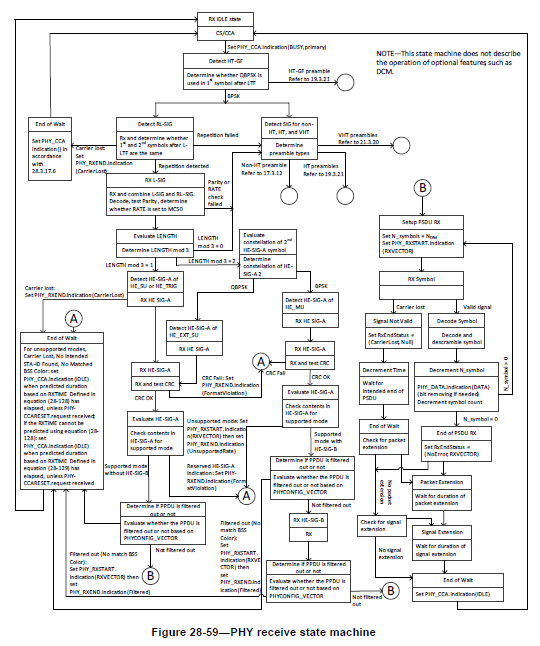 RX IDLE state
CS/CCA
Set PHY_CCA.indication(BUSY,primary)
NOTE—This state machine does not describe
the operation of optional features such as
DCM.
Detect HT-GF
Determine whether QBPSK is
used in 1st symbol after LTF
HT-GF preamble
Refer to 19.3.21
BPSK
End of Wait
Set PHY_CCA
indication() in
accordance
with
28.3.17.6
Detect RL-SIG
Rx and determine whether
1st and 2nd symbols after L-
LTF are the same
Repetition failed
Detect SIG for non-
HT, HT, and VHT
Determine
preamble types
VHT preambles
Refer to 21.3.20
Carrier lost:
Set
PHY_RXEND.indication
(CarrierLost)
Repetition detected
Non-HT preamble
Refer to 17.3.12
HT preambles
Refer to 19.3.21
RX L-SIG
RX and combine L-SIG and RL-SIG.
Decode, test Parity, determine
whether RATE is set to MCS0
Parity or
RATE
check
failed
B
Setup PSDU RX
Set N_symbols = NSYM
Set PHY_RXSTART.indication
(RXVECTOR)
Evaluate LENGTH
Determine LENGTH mod 3
LENGTH
mod 3 = 0
Evaluate
constellation of 2nd
HE-SIG-A symbol
Determine
constellation of HE-
SIG-A 2
LENGTH mod 3 = 1
LENGTH mod 3 = 2
RX Symbol
Carrier lost:
Set PHY_RXEND.indication(CarrierLost)
Detect HE-SIG-A of
HE_SU or HE_TRIG
RX HE SIG-A
QBPSK
BPSK
Detect HE-SIG-A of
HE_MU
RX HE SIG-A
Carrier lost
Valid signal
A
Signal Not Valid
Set RxEndStatus =
(CarrierLost, Null)
Decode Symbol
Decode and
descramble symbol
Detect HE-SIG-A of
HE_EXT_SU
RX HE SIG-A
End of Wait
For unsupported modes,
Carrier Lost, No Intended
STA-ID Found, No Matched
BSS Color: set
PHY_CCA.indication(IDLE)
when predicted duration
based on RXTIME Defined in
equation (28-128) has
elapsed, unless PHY-
CCARESET.request received;
if the RXTIME cannot be
predicted using equation (28-
128): set
PHY_CCA.indication(IDLE)
when predicted duration
based on RXTIME Defined in
equation (28-129) has
elapsed, unless PHY-
CCARESET.request received
RX HE-SIG-A
RX and test CRC
A
CRC Fail
RX HE-SIG-A
RX and test CRC
CRC Fail: Set
PHY_RXEND.indication
(FormatViolation)
CRC OK
CRC OK
Decrement Time
Wait for
intended end of
PSDU
Decrement N_symbol
PHY_DATA.indication(DATA)
(bit removing if needed)
Decrement symbol count
N_symbol > 0
N_symbol = 0
Evaluate HE-SIG-A
Check contents in
HE-SIG-A for
supported mode
Unsupported mode: Set
PHY_RXSTART.indicatio
n(RXVECTOR) then set
PHY_RXEND.indication
(UnsupportedRate)
Evaluate HE-SIG-A
Check contents in
HE-SIG-A for
supported mode
End of Wait
Check for packet
extension
End of PSDU RX
Set RxEndStatus =
(NoError, RXVECTOR)
Supported
mode with
HE-SIG-B
Supported mode
without HE-SIG-B
Reserved HE-SIG-A
indication: Set PHY-
RXEND.indication(Form
atViolation)
A
Determine if PPDU is filtered
out or not
Evaluate whether the PPDU is
filtered out or not based on
PHYCONFIG_VECTOR
No packet
extension
Packet Extension
Wait for duration of
packet extension
Determine if PPDU is filtered
out or not
Evaluate whether the PPDU is
filtered out or not based on
PHYCONFIG_VECTOR
Not filtered out
RX HE-SIG-B
RX
Check for signal
extension
Signal Extension
Wait for duration of
signal extension
Filtered out (No match BSS
Color):
Set
PHY_RXSTART.
indication(RXVECTOR) then
set
PHY_RXEND.indication(Filtered)
Not filtered out
B
Filtered out (No
match BSS
Color):
Set
PHY_RXSTART.
indication(RXVE
CTOR) then
set
PHY_RXEND.ind
ication(Filtered)
Determine if PPDU is filtered
out or not
Evaluate whether the PPDU is
filtered out or not based on
PHYCONFIG_VECTOR
Not filtered
out
B
No signal
extension
End of Wait
Set PHY_CCA.indication(IDLE)
Figure 28-59—PHY receive state machine